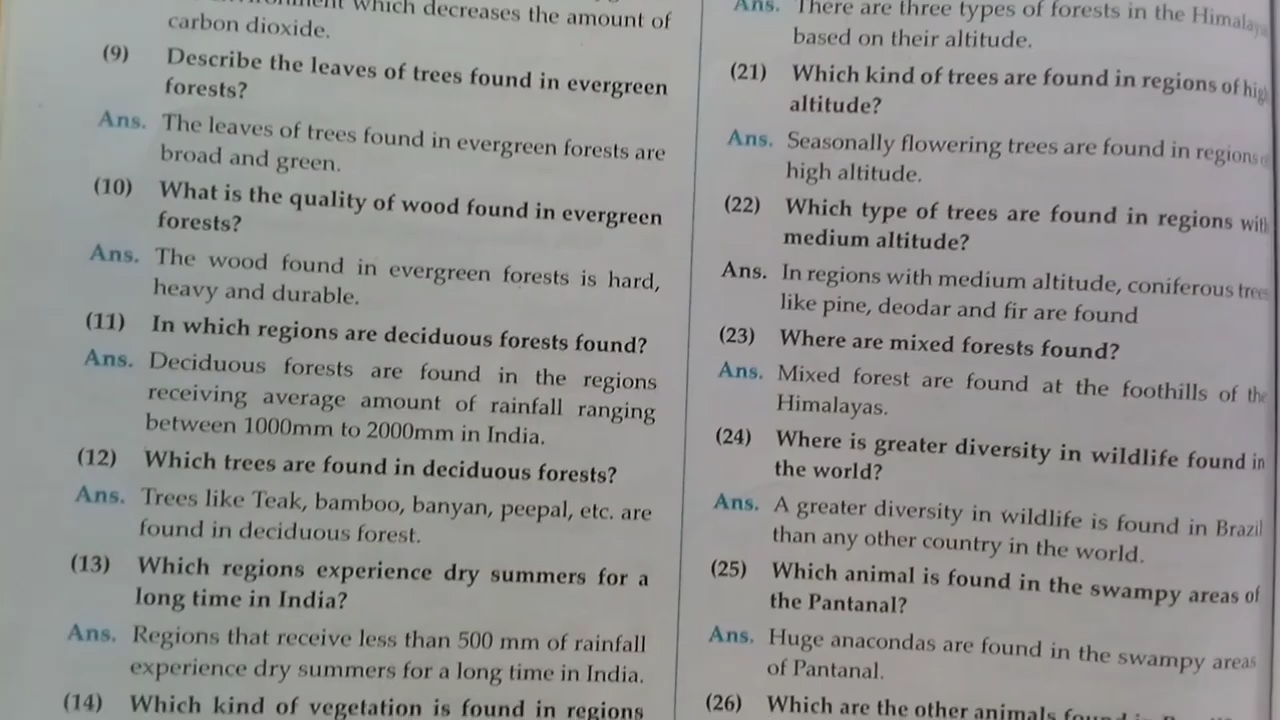 which decreases the amount of
carbon dioxide.
(9) Describe the leaves of trees found in evergreen
forests?
Ans. The leaves of trees found in evergreen forests are
broad and green.
(10) What is the quality of wood found in evergreen
forests?
Ans. The wood found in evergreen forests is hard,
heavy and durable.
(11) In which regions are deciduous forests found?
Ans. Deciduous forests are found in the regions
receiving average amount of rainfall ranging
between 1000mm to 2000mm in India.
(12) Which trees are found in deciduous forests?
Ans. Trees like Teak, bamboo, banyan, peepal, etc. are
found in deciduous forest.
(13) Which regions experience dry summers for a
long time in India?
Ans. Regions that receive less than 500 mm of rainfall
experience dry summers for a long time in India.
(14) Which kind of vegetation is found in regions
Ans. There are three types of forests in the Himalaya
based on their altitude.
(21) Which kind of trees are found in regions of high
altitude?
Ans. Seasonally flowering trees are found in regions of
high altitude.
(22) Which type of trees are found in regions with
medium altitude?
Ans. In regions with medium altitude, coniferous trees
like pine, deodar and fir are found
(23) Where are mixed forests found?
Ans. Mixed forest are found at the foothills of the
Himalayas.
(24) Where is greater diversity in wildlife found in
the world?
Ans. A greater diversity in wildlife is found in Brazil
than any other country in the world.
(25) Which animal is found in the swampy areas of
the Pantanal?
Ans. Huge anacondas are found in the swampy areas
of Pantanal.
(26) Which are the other animals found in